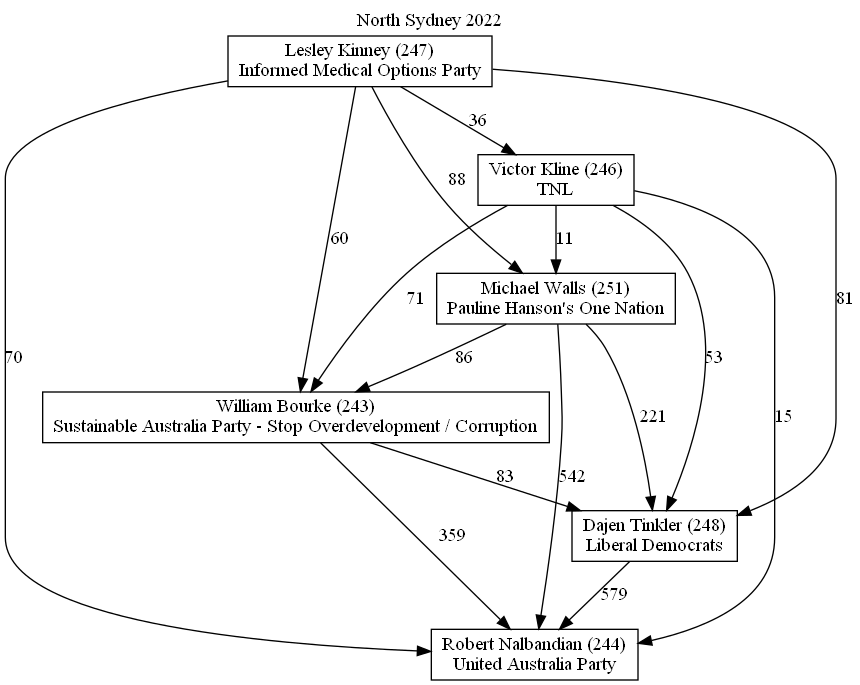 North Sydney 2022
Lesley Kinney (247)
Informed Medical Options Party
36
Victor Kline (246)
TNL
88
60
11
Michael Walls (251)
Pauline Hanson's One Nation
71
81
70
86
53
William Bourke (243)
Sustainable Australia Party - Stop Overdevelopment / Corruption
221
15
83
542
Dajen Tinkler (248)
Liberal Democrats
359
579
Robert Nalbandian (244)
United Australia Party